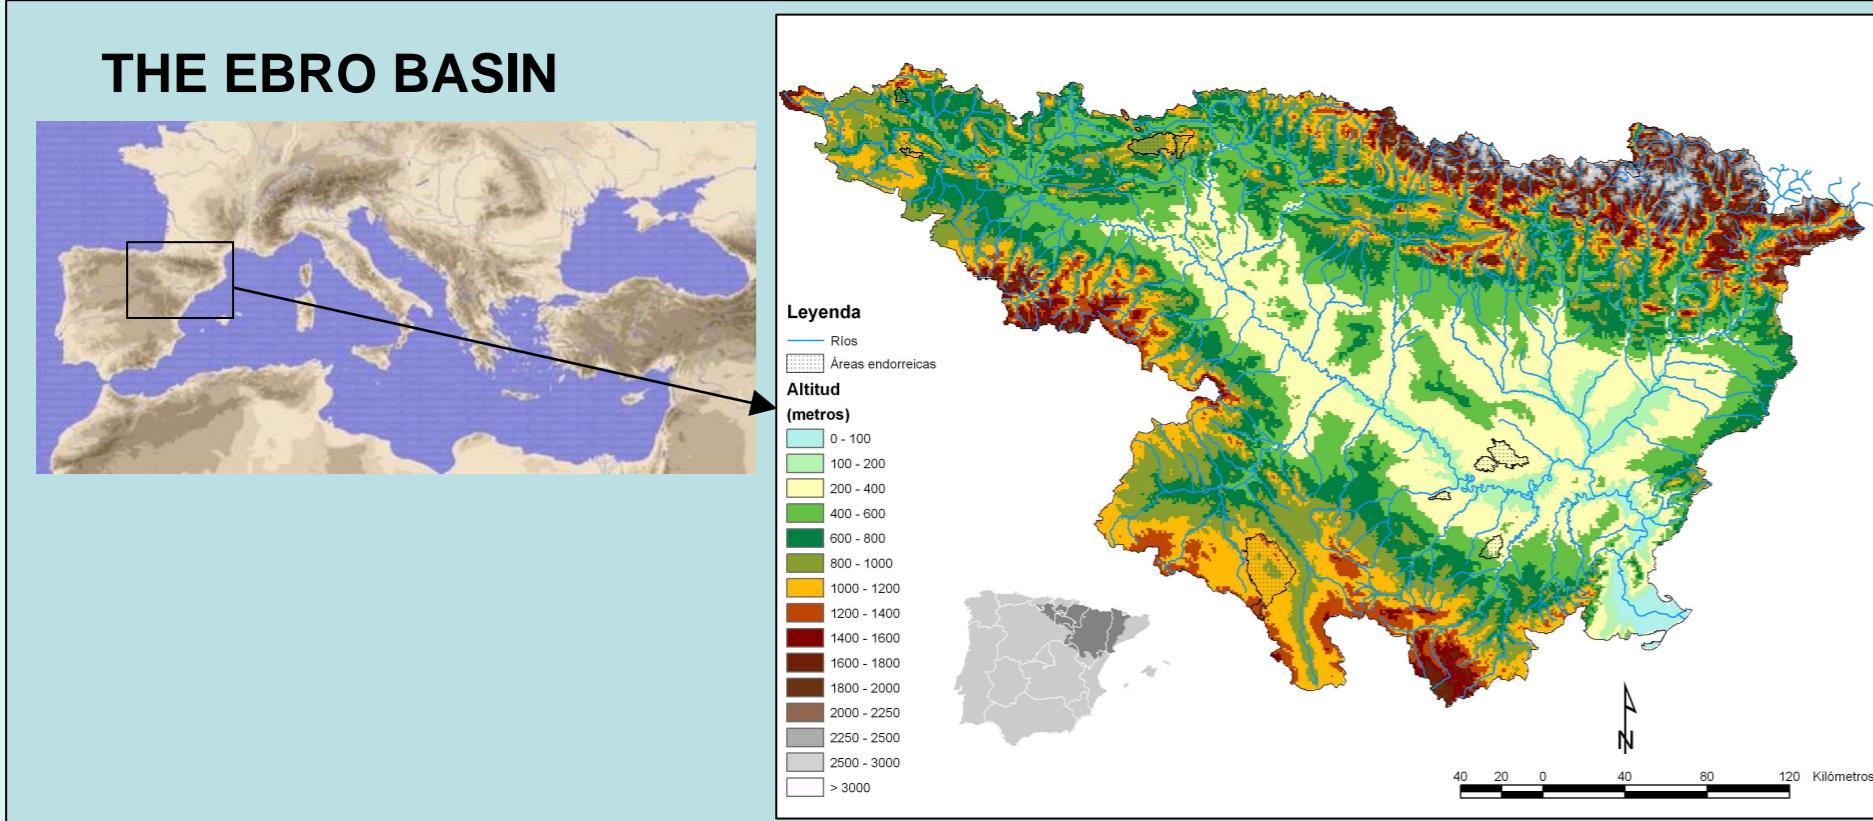 THE EBRO BASIN
Leyenda
Ríos
Áreas endorreicas
Altitud
(metros)
0 - 100
100 - 200
200 - 400
400 - 600
600 - 800
800 - 1000
1000 - 1200
1200 - 1400
1400 - 1600
1600 - 1800
1800 - 2000
2000 - 2250
2250 - 2500
2500 - 3000
> 3000
N
40 20 0 40 80 120 Kilómetros